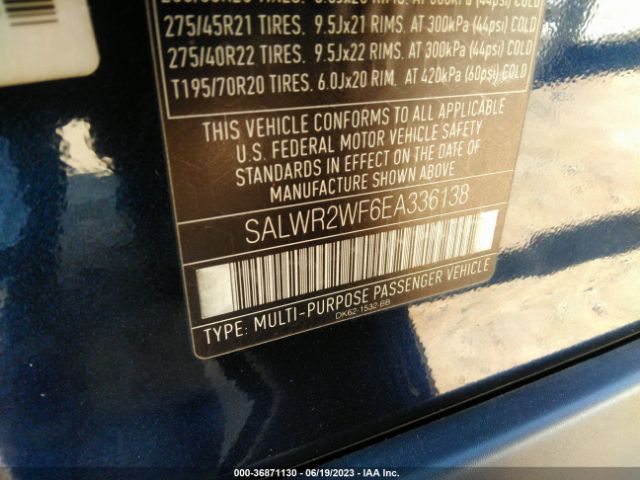 275/45R21 TIRES. 9.5Jx21 RIMS. AT 300kPa (44psi) COLD
275/40R22 TIRES. 9.5Jx22 RIMS. AT 300kPa (44psi) COLD
T195/70R20 TIRES. 6.0Jx20 RIM. AT 420kPa (60psi) COLD
THIS VEHICLE CONFORMS TO ALL APPLICABLE
U.S. FEDERAL MOTOR VEHICLE SAFETY
STANDARDS IN EFFECT ON THE DATE OF
MANUFACTURE SHOWN ABOVE
SALWR2WF6EA336138
TYPE: MULTI-PURPOSE PASSENGER VEHICLE
DK62-1532-BB
000-36871130 - 06/19/2023 - IAA Inc.